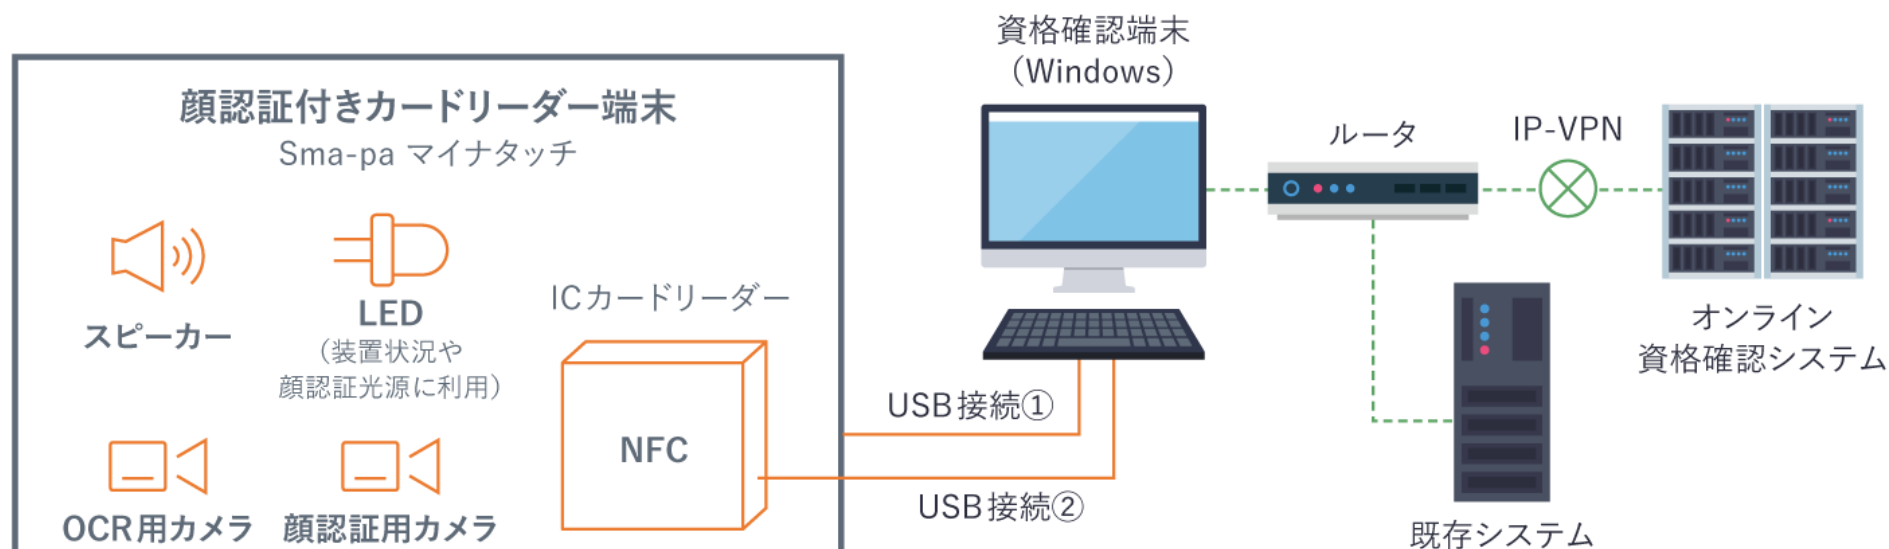 顔認証付きカードリーダー端末
Sma-pa マイナタッチ
スピーカー
LED
（装置状況や
顔認証光源に利用）
ICカードリーダー
NFC
OCR用カメラ
顔認証用カメラ
USB接続①
USB接続②
資格確認端末
（Windows）
ルータ
IP-VPN
オンライン
資格確認システム
既存システム